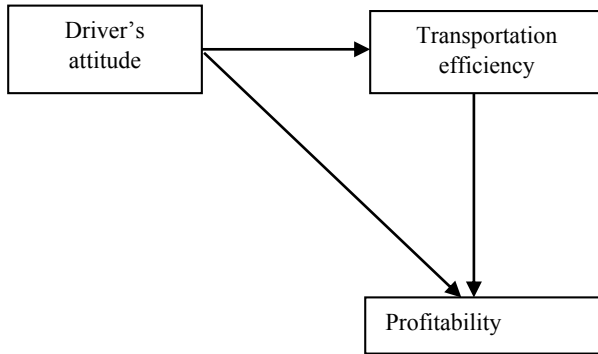 Driver’s
attitude
Transportation
efficiency
Profitability